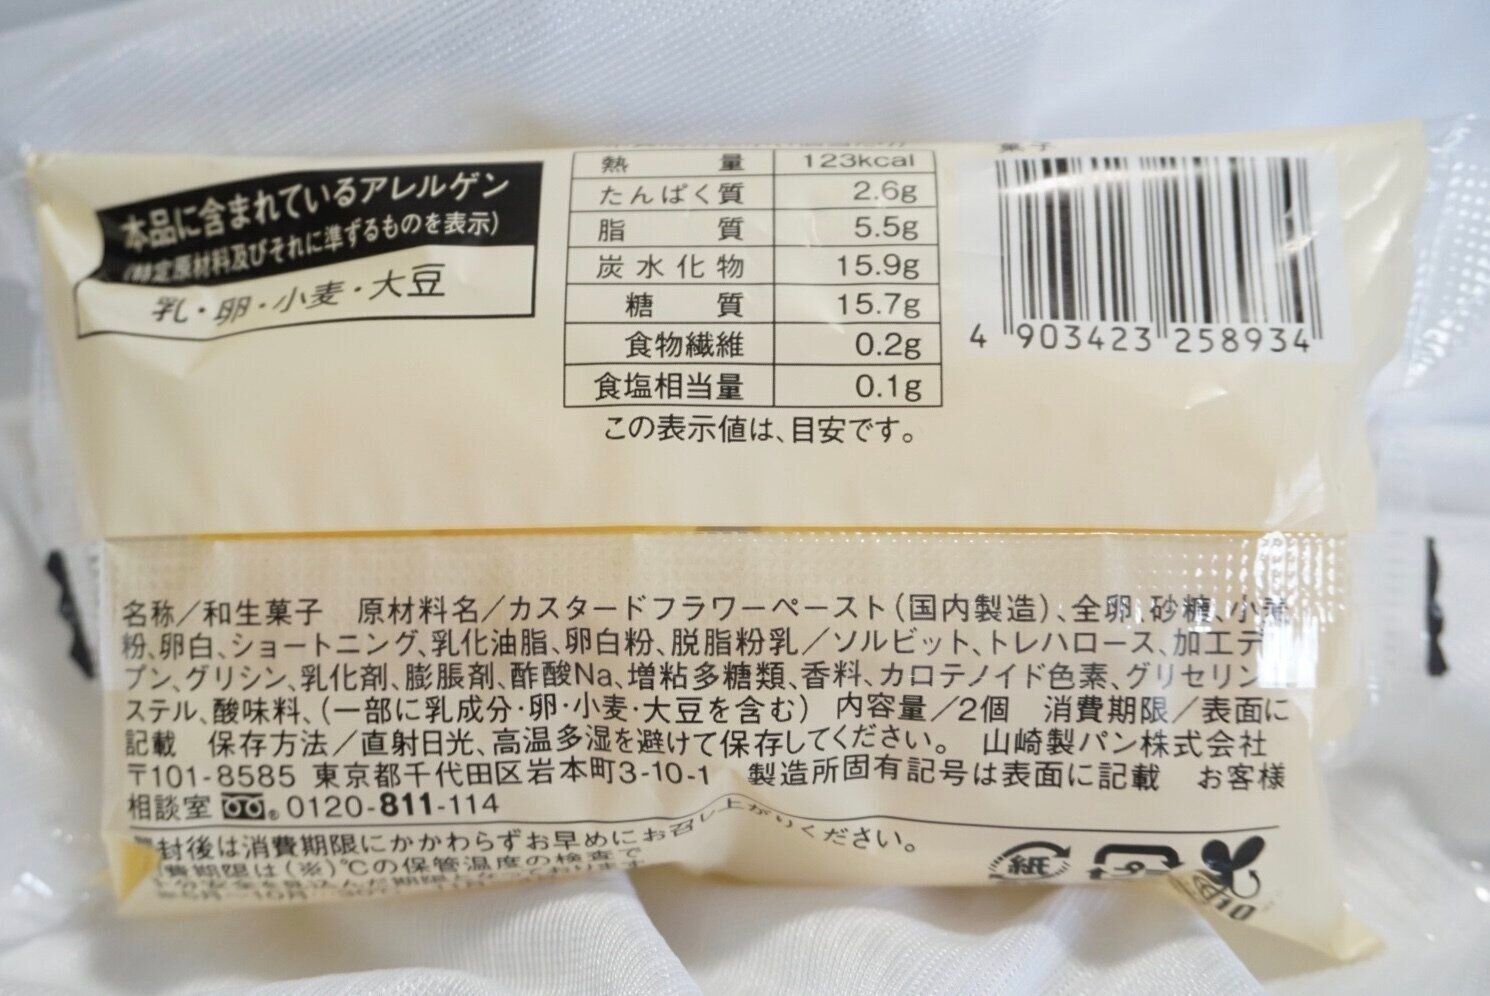 本品に含まれているアレルゲン
(特定原材料及びそれに準ずるものを表示)
乳・卵・小麦・大豆
熱量 123kcal
たんぱく質 2.6g
脂質 5.5g
炭水化物 15.9g
糖質 15.7g
食物繊維 0.2g
食塩相当量 0.1g
この表示値は、目安です。
菓子
4 903423 258934
名称/和生菓子 原材料名/カスタードフラワーペースト(国内製造)、全卵、砂糖、小麦
粉、卵白、ショートニング、乳化油脂、卵白粉、脱脂粉乳/ソルビット、トレハロース、加工デ
プン、グリシン、乳化剤、膨脹剤、酢酸Na、増粘多糖類、香料、カロテノイド色素、グリセリン
ステル、酸味料、(一部に乳成分・卵・小麦・大豆を含む) 内容量/2個 消費期限/表面に
記載 保存方法/直射日光、高温多湿を避けて保存してください。 山崎製パン株式会社
〒101-8585 東京都千代田区岩本町3-10-1 製造所固有記号は表面に記載 お客様
相談室 0120-811-114
封後は消費期限にかかわらずお早めにお召し上がりください。
費期限は(※)℃の保管温度の検査で
紙
プラ